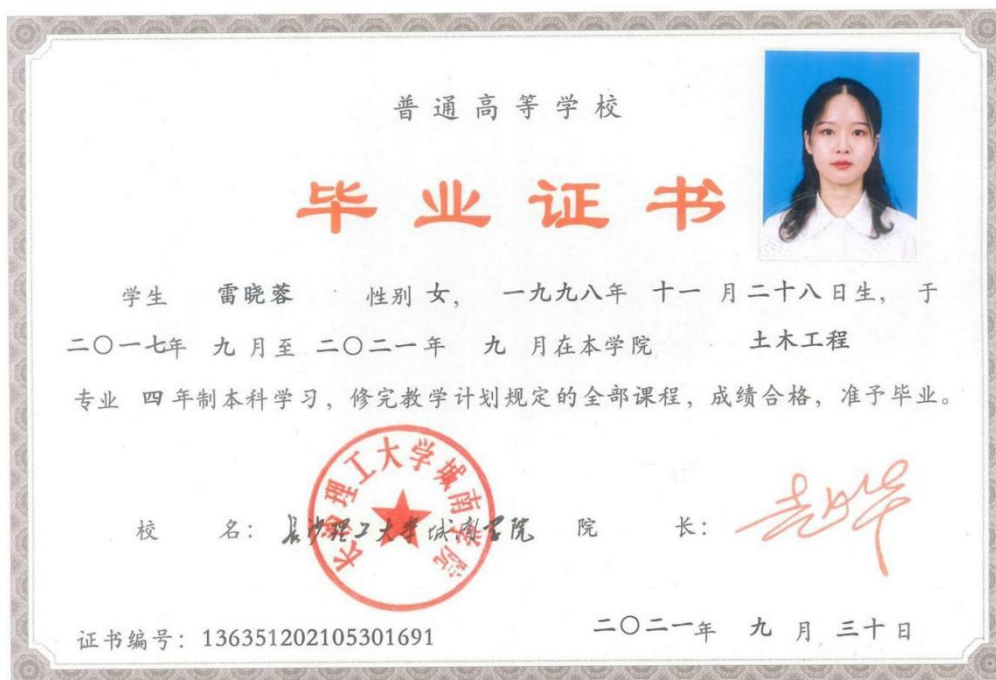 普通高等学校
毕业证书
学生 雷晓蓉 性别 女, 一九九八年 十一 月二十八日生, 于
二〇一七年 九月至 二〇二一年 九 月在本学院 土木工程
专业 四年制本科学习, 修完教学计划规定的全部课程, 成绩合格, 准予毕业。
长沙理工大学城南学院
校 名: 长沙理工大学城南学院 院 长:
证书编号: 136351202105301691 二〇二一年 九 月 三十日